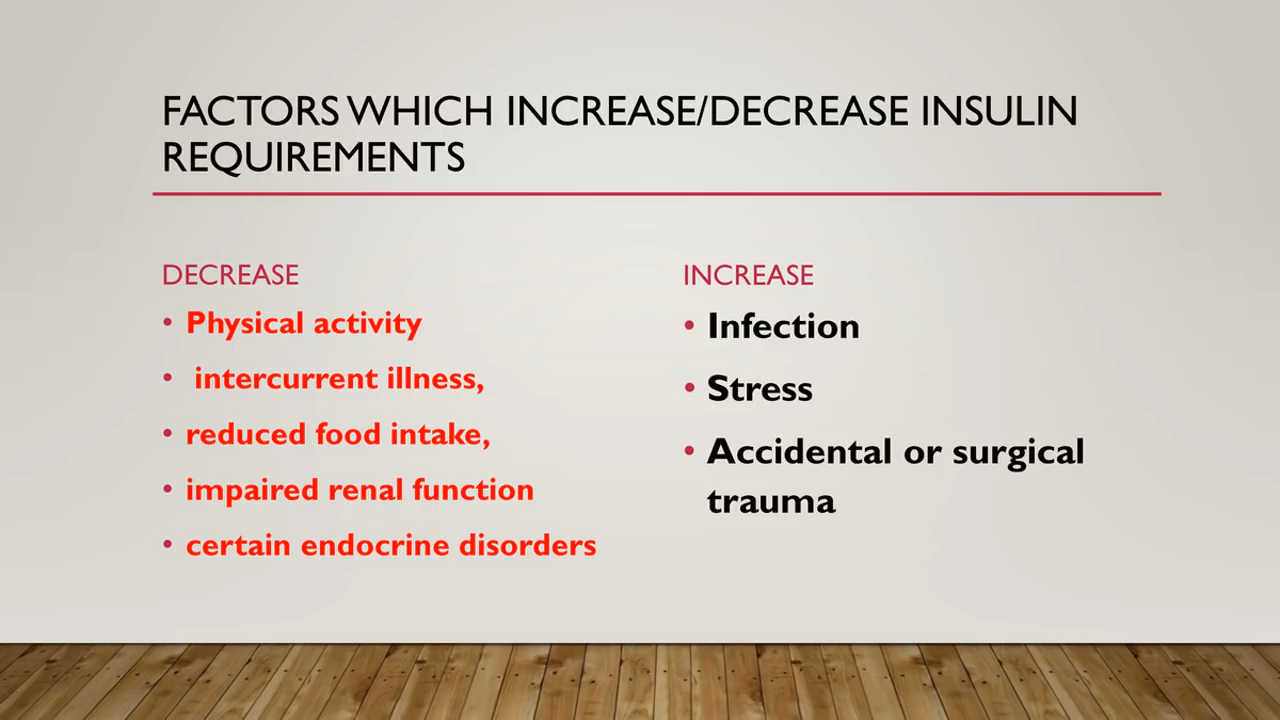 FACTORS WHICH INCREASE/DECREASE INSULIN
REQUIREMENTS
DECREASE
• Physical activity
• intercurrent illness,
• reduced food intake,
• impaired renal function
• certain endocrine disorders
INCREASE
• Infection
• Stress
• Accidental or surgical
trauma